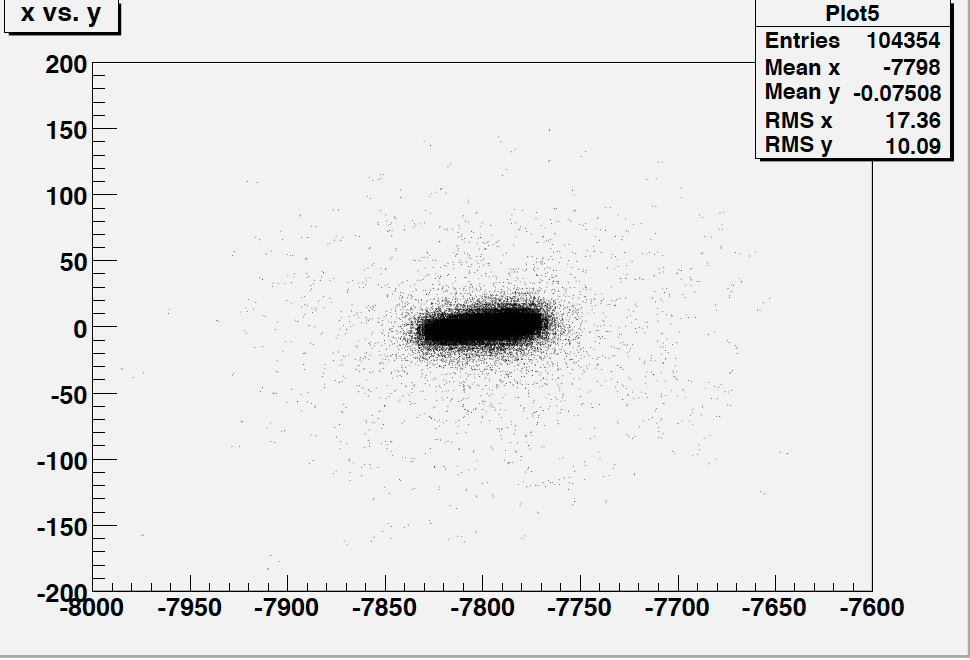 x vs. y
Plot5
Entries 104354
Mean x -7798
Mean y -0.07508
RMS x 17.36
RMS y 10.09
200
150
100
50
0
-50
-100
-150
-200
-8000 -7950 -7900 -7850 -7800 -7750 -7700 -7650 -7600